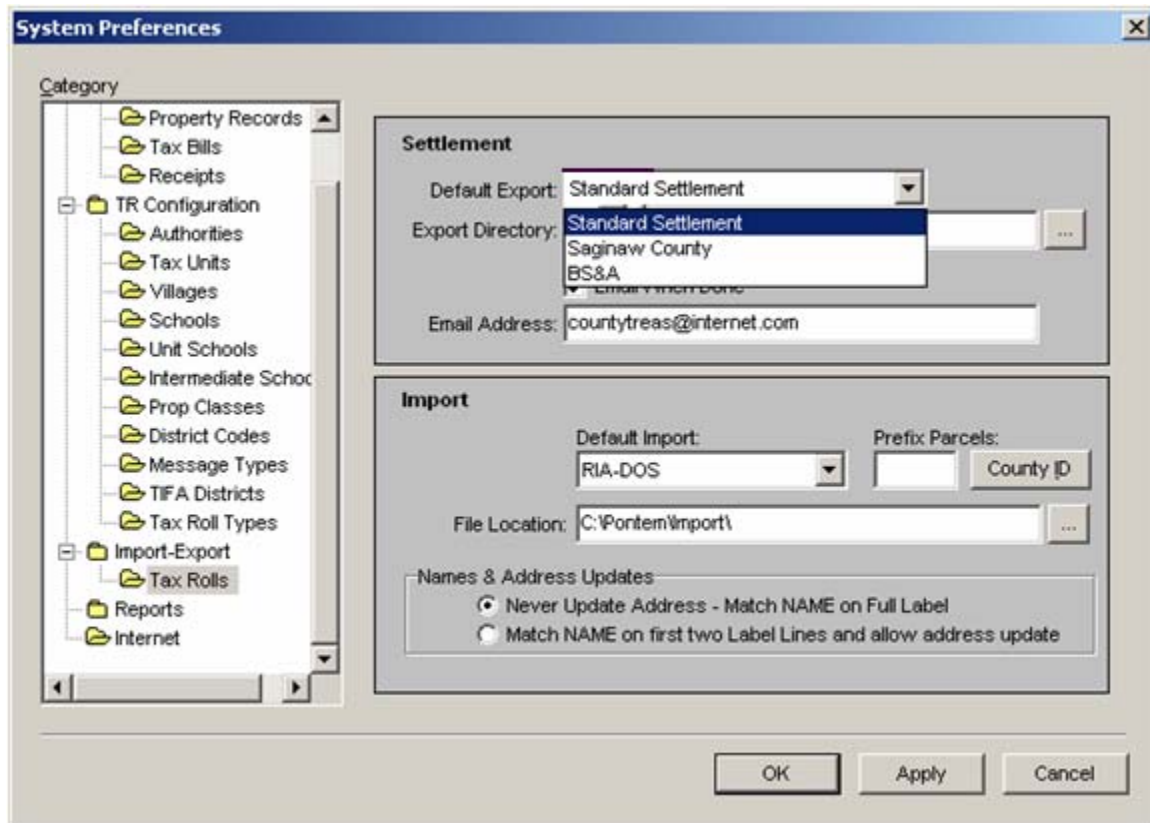 System Preferences
Category
Property Records
Tax Bills
Receipts
TR Configuration
Authorities
Tax Units
Villages
Schools
Unit Schools
Intermediate Schoo
Prop Classes
District Codes
Message Types
TIFA Districts
Tax Roll Types
Import-Export
Tax Rolls
Reports
Internet
Settlement
Default Export: Standard Settlement
Standard Settlement
Saginaw County
BS&A
Export Directory: ...
Email When Done
Email Address: countytreas@internet.com
Import
Default Import: Prefix Parcels:
RIA-DOS County ID
File Location: C:\Pontem\Import\ ...
Names & Address Updates
Never Update Address - Match NAME on Full Label
Match NAME on first two Label Lines and allow address update
OK Apply Cancel